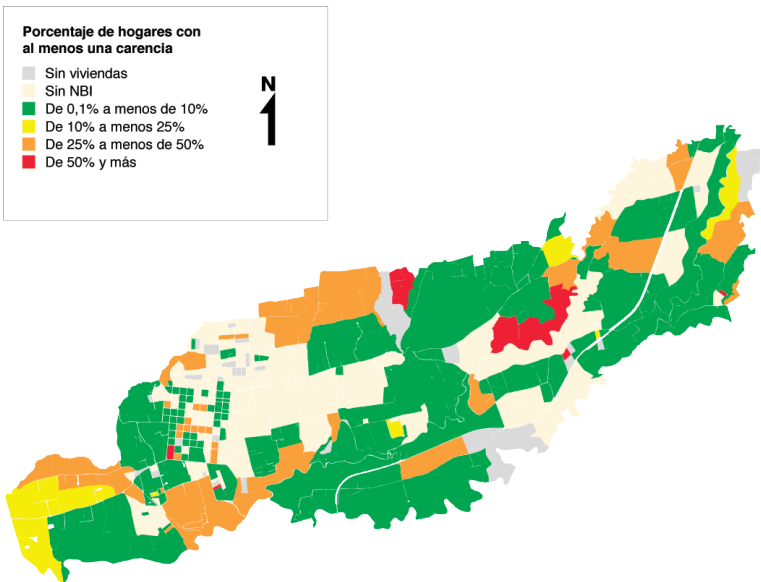 Porcentaje de hogares con
al menos una carencia
Sin viviendas
Sin NBI
De 0,1% a menos de 10%
De 10% a menos 25%
De 25% a menos de 50%
De 50% y más
N